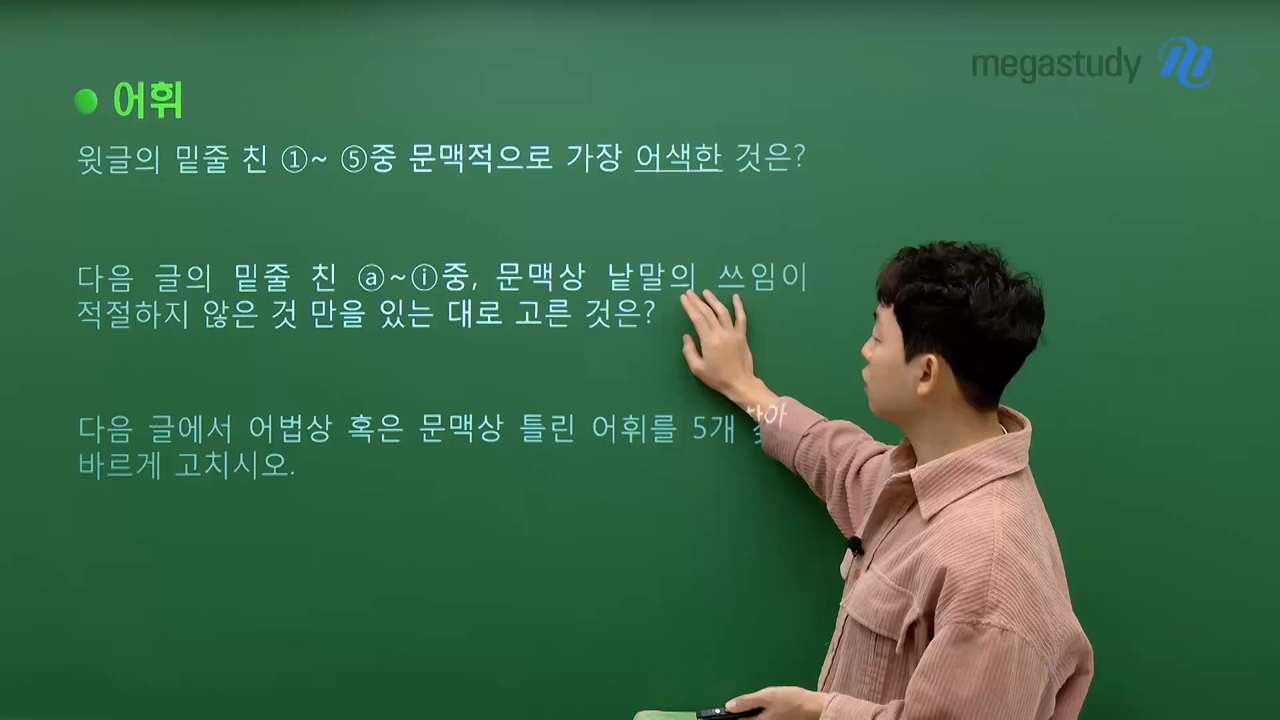 megastudy
어휘
윗글의 밑줄 친 ①~ ⑤중 문맥적으로 가장 어색한 것은?
다음 글의 밑줄 친 ⓐ~ⓘ중, 문맥상 낱말의 쓰임이
적절하지 않은 것 만을 있는 대로 고른 것은?
다음 글에서 어법상 혹은 문맥상 틀린 어휘를 5개
바르게 고치시오.